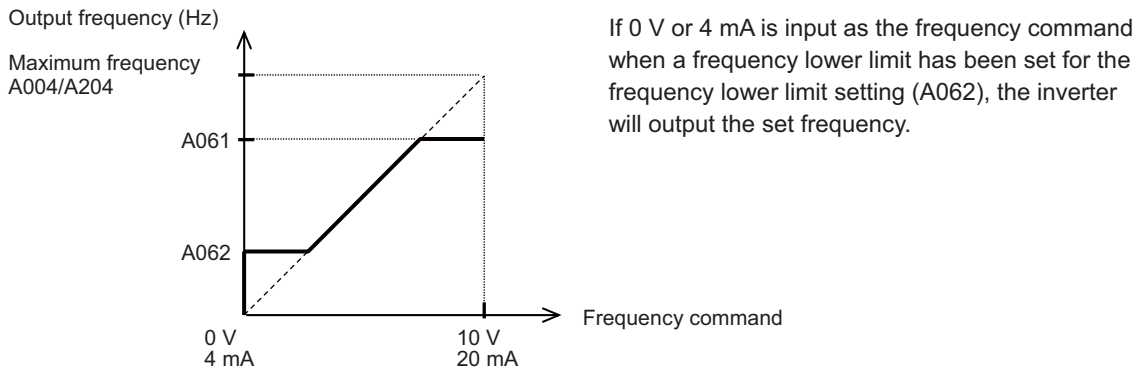 Output frequency (Hz)
Maximum frequency
A004/A204
A061
A062
0 V
4 mA
10 V
20 mA
Frequency command
If 0 V or 4 mA is input as the frequency command
when a frequency lower limit has been set for the
frequency lower limit setting (A062), the inverter
will output the set frequency.